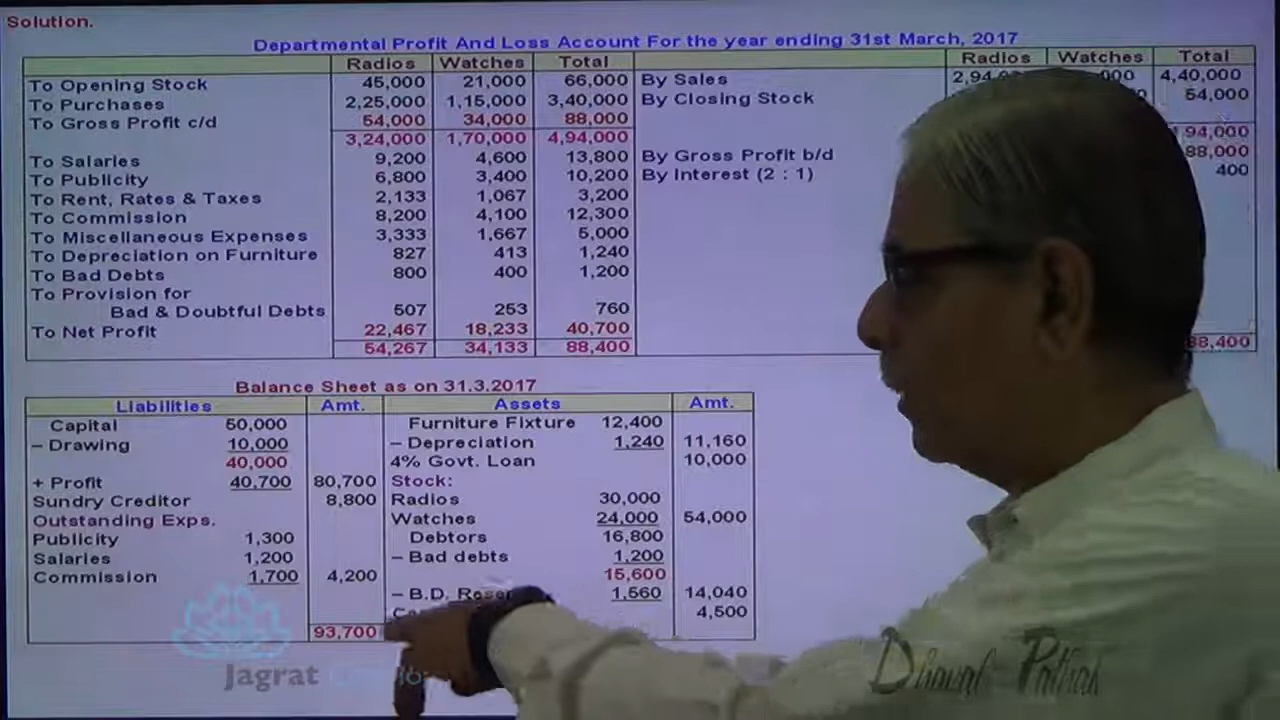 Solution.
Departmental Profit And Loss Account For the year ending 31st March, 2017
Radios Watches Total Radios Watches Total
To Opening Stock 45,000 21,000 66,000 By Sales 4,40,000
To Purchases 2,25,000 1,15,000 3,40,000 By Closing Stock 54,000
To Gross Profit c/d 54,000 34,000 88,000
3,24,000 1,70,000 4,94,000 94,000
To Salaries 9,200 4,600 13,800 By Gross Profit b/d 88,000
To Publicity 6,800 3,400 10,200 By Interest (2 : 1) 400
To Rent, Rates & Taxes 2,133 1,067 3,200
To Commission 8,200 4,100 12,300
To Miscellaneous Expenses 3,333 1,667 5,000
To Depreciation on Furniture 827 413 1,240
To Bad Debts 800 400 1,200
To Provision for
Bad & Doubtful Debts 507 253 760
To Net Profit 22,467 18,233 40,700
54,267 34,133 88,400 88,400
Balance Sheet as on 31.3.2017
Liabilities Amt. Assets Amt.
Capital 50,000 Furniture Fixture 12,400
– Drawing 10,000 – Depreciation 1,240 11,160
40,000 4% Govt. Loan 10,000
+ Profit 40,700 80,700 Stock:
Sundry Creditor 8,800 Radios 30,000
Outstanding Exps. Watches 24,000 54,000
Publicity 1,300 Debtors 16,800
Salaries 1,200 – Bad debts 1,200
Commission 1,700 4,200 15,600
– B.D. 1,560 14,040
4,500
93,700
Jagrat
Dhawal Pathak